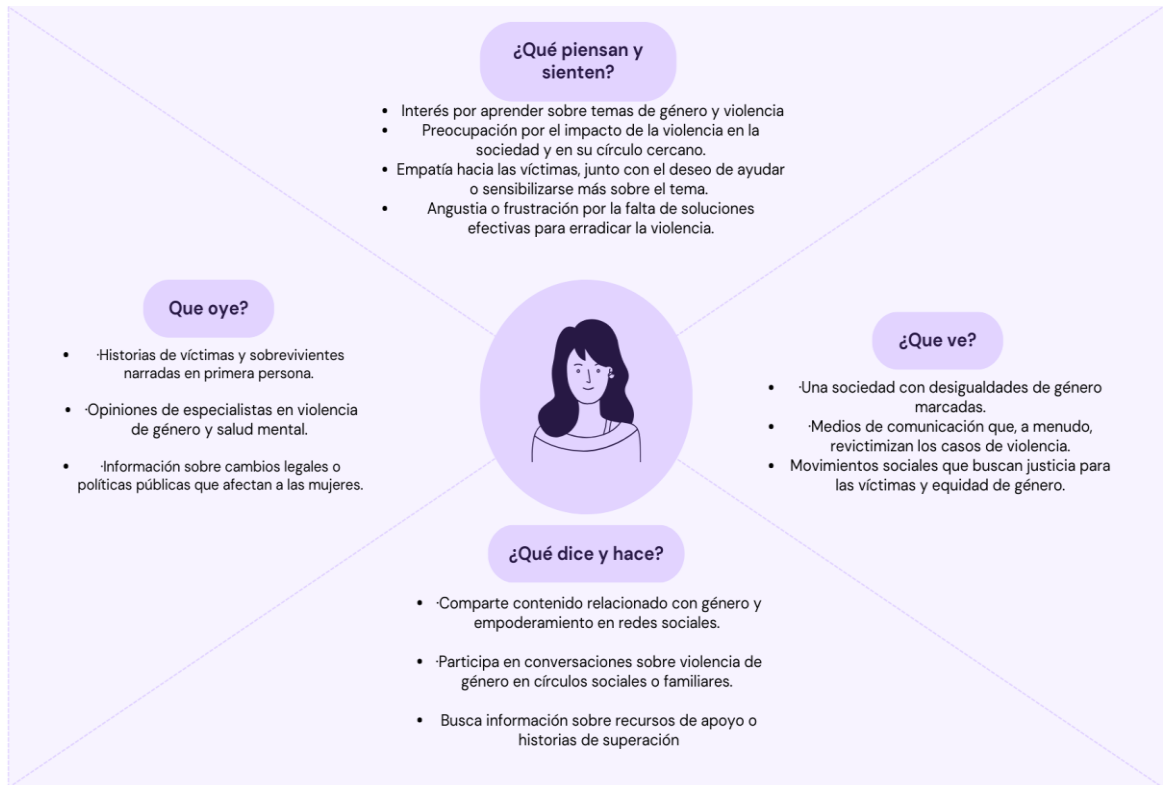 ¿Qué piensan y
sienten?
• Interés por aprender sobre temas de género y violencia
• Preocupación por el impacto de la violencia en la
sociedad y en su círculo cercano.
• Empatía hacia las víctimas, junto con el deseo de ayudar
o sensibilizarse más sobre el tema.
• Angustia o frustración por la falta de soluciones
efectivas para erradicar la violencia.
Que oye?
• ·Historias de víctimas y sobrevivientes
narradas en primera persona.
• ·Opiniones de especialistas en violencia
de género y salud mental.
• ·Información sobre cambios legales o
políticas públicas que afectan a las mujeres.
¿Que ve?
• ·Una sociedad con desigualdades de género
marcadas.
• ·Medios de comunicación que, a menudo,
revictimizan los casos de violencia.
• Movimientos sociales que buscan justicia para
las víctimas y equidad de género.
¿Qué dice y hace?
• ·Comparte contenido relacionado con género y
empoderamiento en redes sociales.
• ·Participa en conversaciones sobre violencia de
género en círculos sociales o familiares.
• Busca información sobre recursos de apoyo o
historias de superación